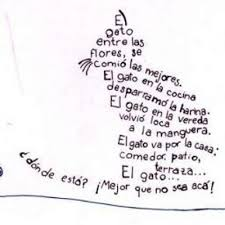 El
gato
entre las
flores, se
comió las mejores.
El gato en la cocina
desparramó la harina.
El gato en la vereda
volvió loca
a la manguera.
El gato va por la casa;
comedor, patio,
terraza...
El gato...
¿dónde está? ¡Mejor que no sea acá!